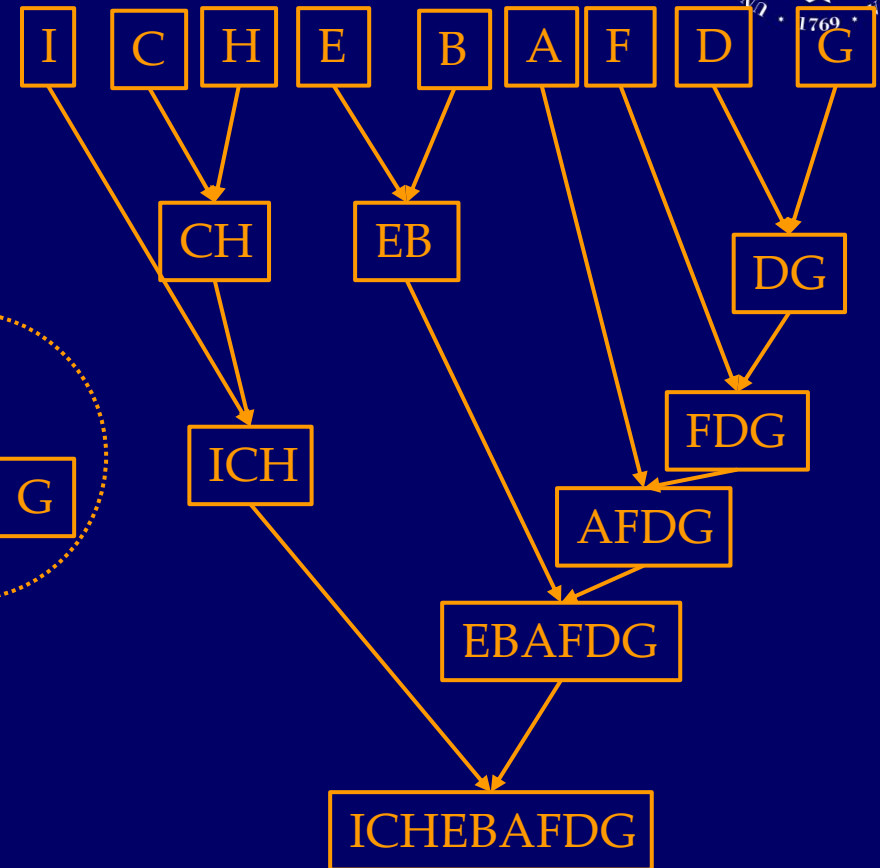 I C H E B A F D G
· 1769 ·
CH EB
DG
FDG
ICH
G
AFDG
EBAFDG
ICHEBAFDG